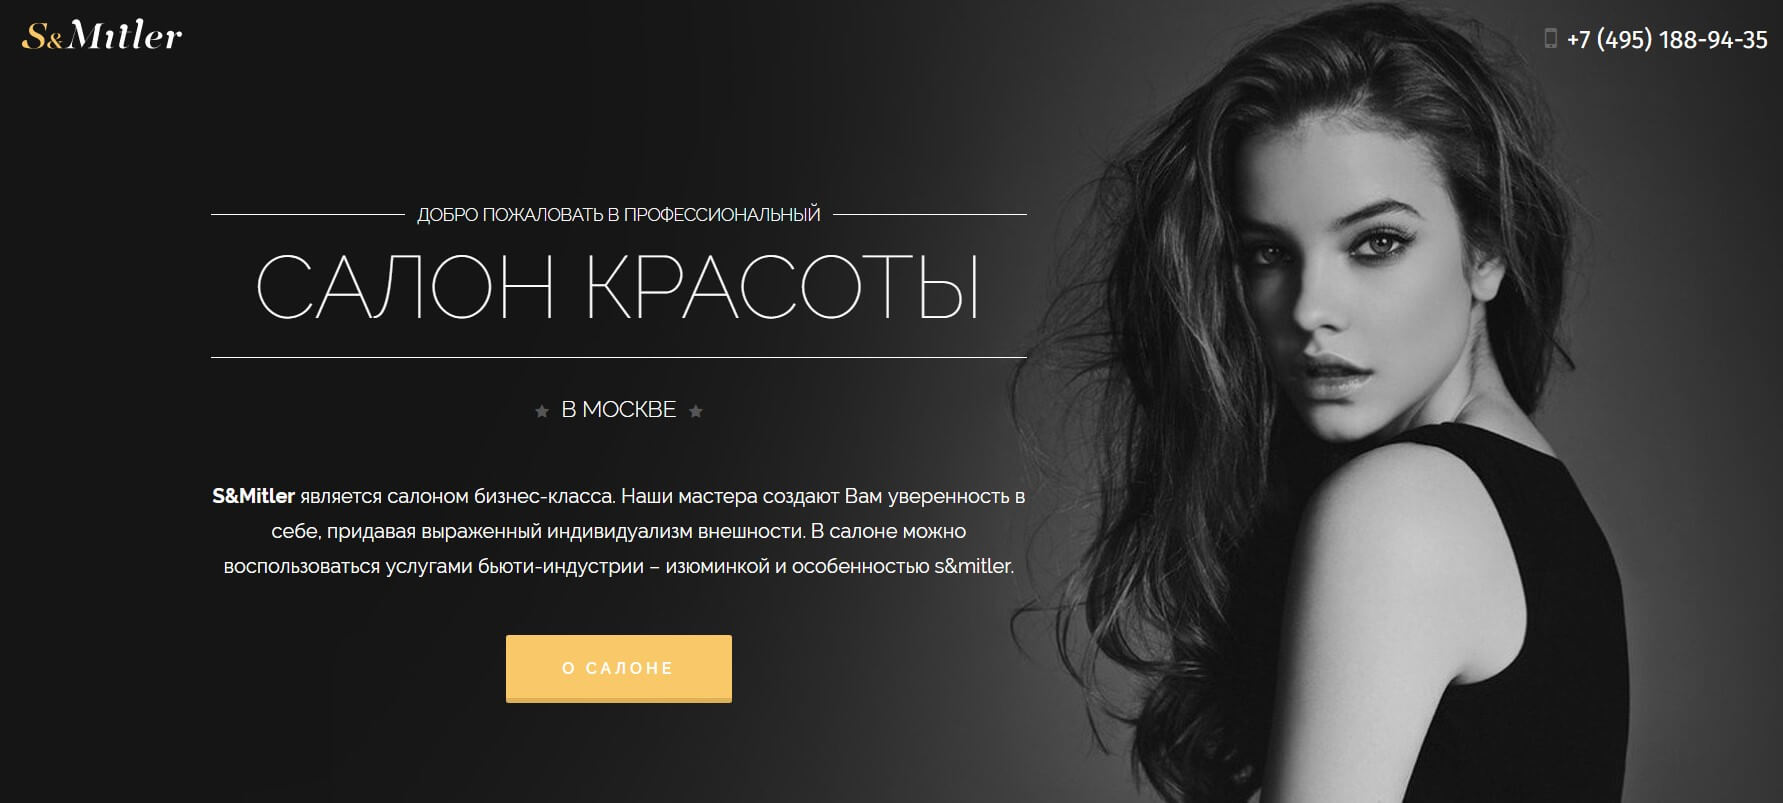 S&Mitler
+7 (495) 188-94-35
ДОБРО ПОЖАЛОВАТЬ В ПРОФЕССИОНАЛЬНЫЙ
САЛОН КРАСОТЫ
В МОСКВЕ
S&Mitler является салоном бизнес-класса. Наши мастера создают Вам уверенность в
себе, придавая выраженный индивидуализм внешности. В салоне можно
воспользоваться услугами бьюти-индустрии – изюминкой и особенностью s&mitler.
О САЛОНЕ